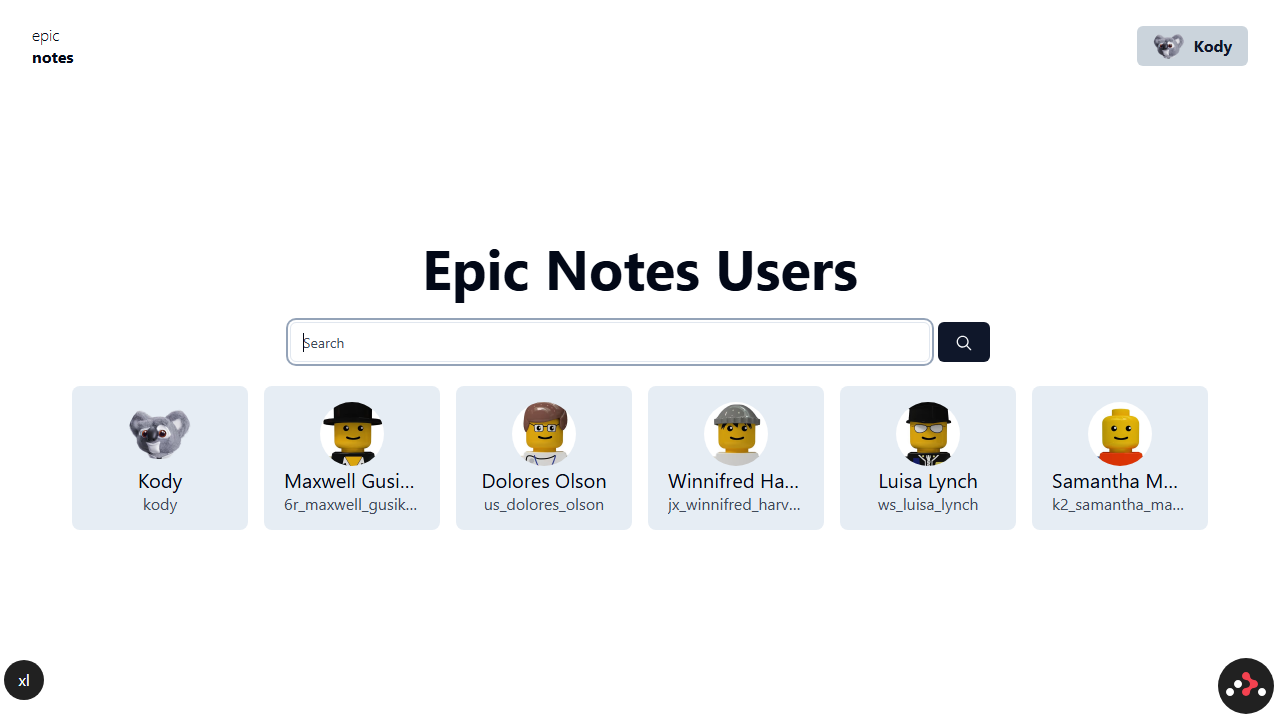 epic
notes
Kody
Epic Notes Users
Search
Kody
kody
Maxwell Gusi...
6r_maxwell_gusik...
Dolores Olson
us_dolores_olson
Winnifred Ha...
jx_winnifred_harv...
Luisa Lynch
ws_luisa_lynch
Samantha M...
k2_samantha_ma...
xl